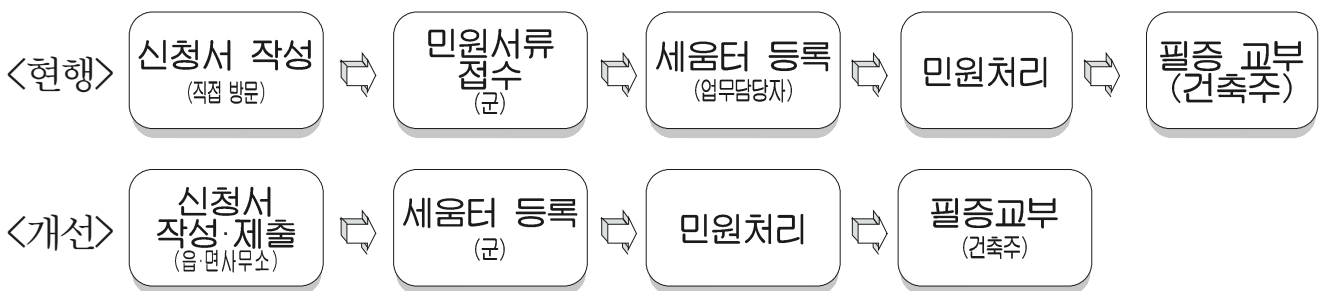 <현행>
신청서 작성
(직접 방문)
민원서류
접수
(군)
세움터 등록
(업무담당자)
민원처리
필증 교부
(건축주)
<개선>
신청서
작성·제출
(읍·면사무소)
세움터 등록
(군)
민원처리
필증교부
(건축주)